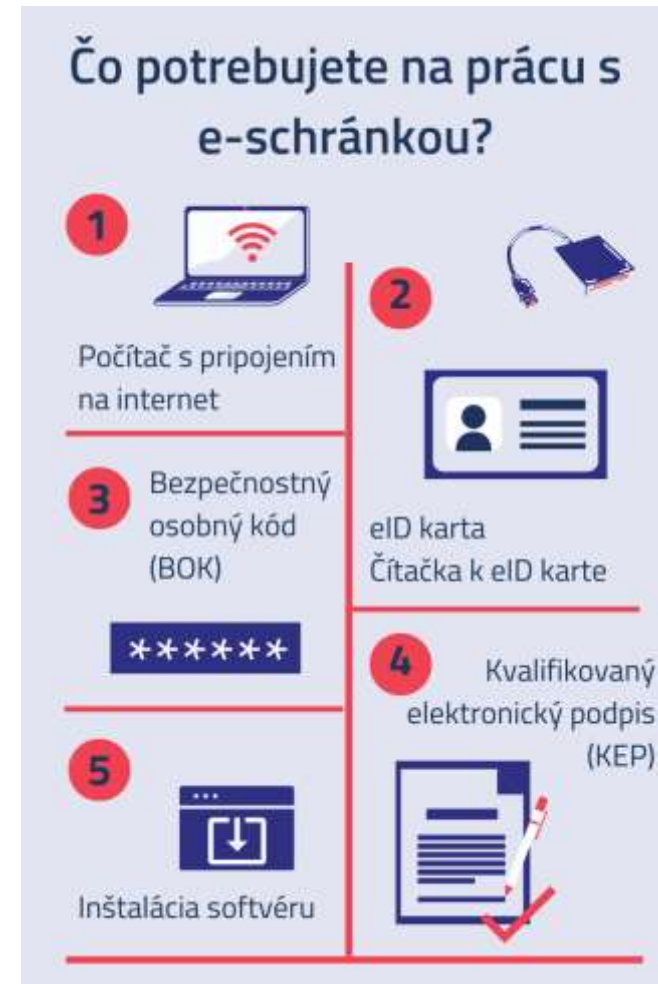 Čo potrebujete na prácu s
e-schránkou?
1
Počítač s pripojením
na internet
2
eID karta
Čítačka k eID karte
3
Bezpečnostný
osobný kód
(BOK)
******
4
Kvalifikovaný
elektronický podpis
(KEP)
5
Inštalácia softvéru